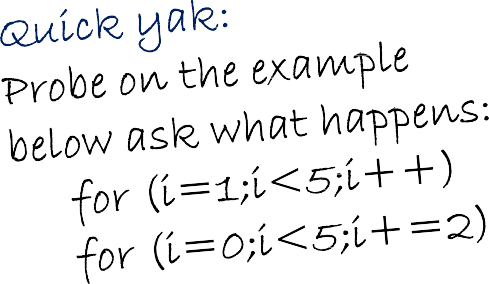 Quick yak:
Probe on the example
below ask what happens:
for (i=1;i<5;i++)
for (i=0;i<5;i+=2)